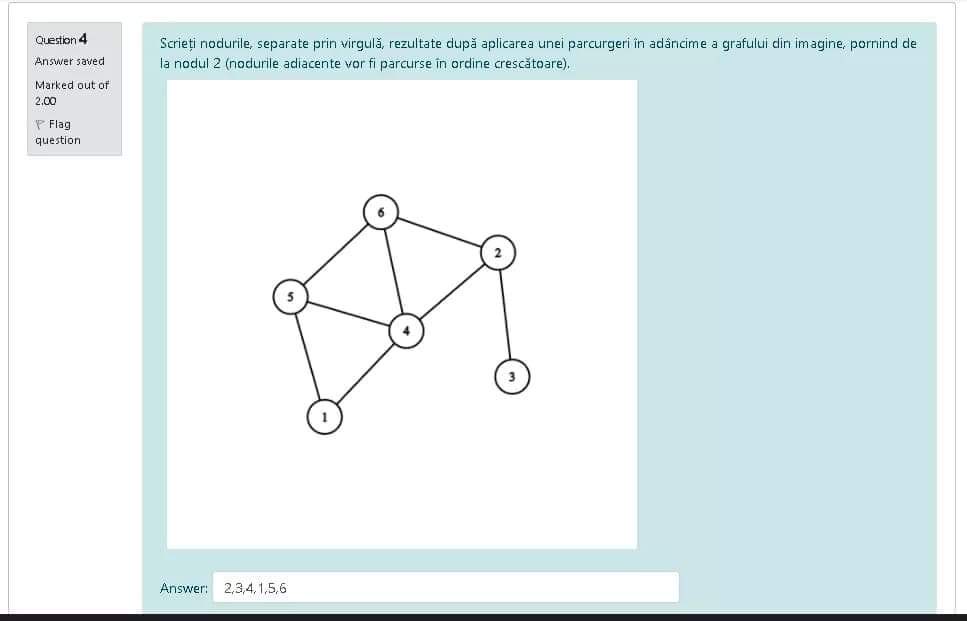 Question 4
Answer saved
Marked out of
2.00
Flag
question
Scrieți nodurile, separate prin virgulă, rezultate după aplicarea unei parcurgeri în adâncime a grafului din imagine, pornind de
la nodul 2 (nodurile adiacente vor fi parcurse în ordine crescătoare).
6
2
5
4
3
1
Answer: 2,3,4,1,5,6